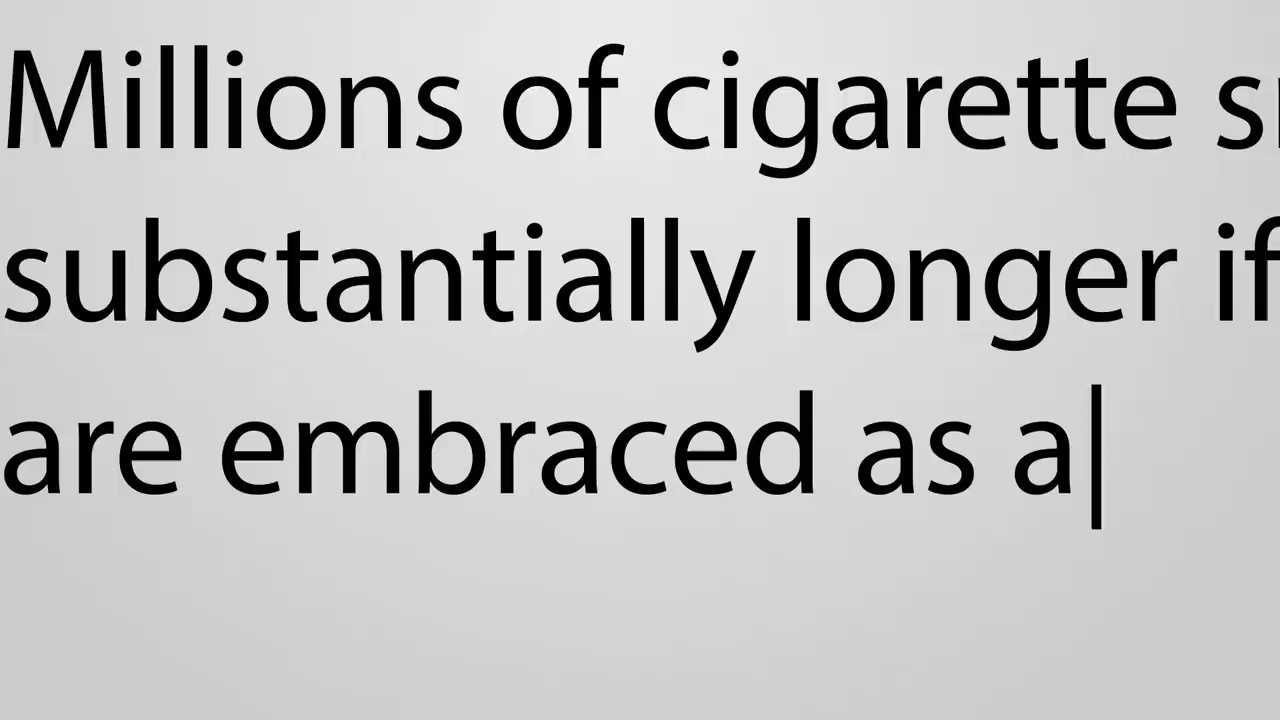 Millions of cigarette
substantially longer if
are embraced as a